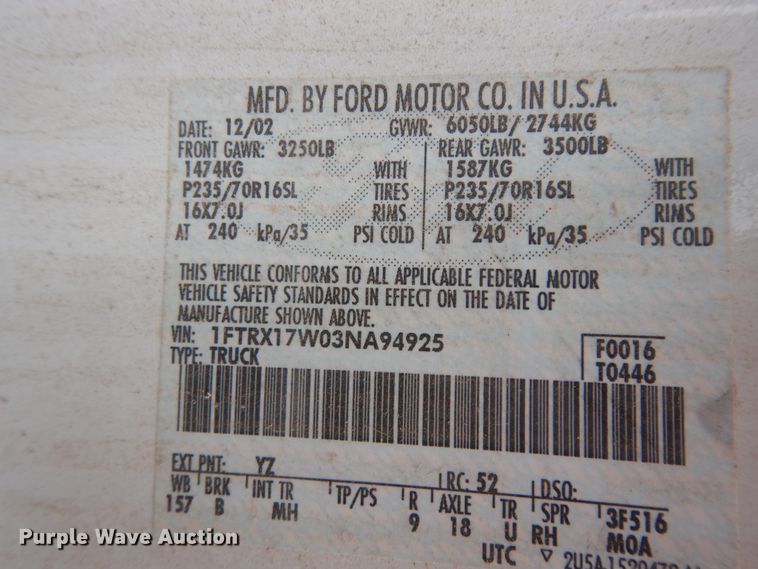 MFD. BY FORD MOTOR CO. IN U.S.A.
DATE: 12/02 GVWR: 6050LB/ 2744KG
FRONT GAWR: 3250LB REAR GAWR: 3500LB
1474KG WITH 1587KG WITH
P235/70R16SL TIRES P235/70R16SL TIRES
16X7.0J RIMS 16X7.0J RIMS
AT 240 kPa/35 PSI COLD AT 240 kPa/35 PSI COLD
THIS VEHICLE CONFORMS TO ALL APPLICABLE FEDERAL MOTOR
VEHICLE SAFETY STANDARDS IN EFFECT ON THE DATE OF
MANUFACTURE SHOWN ABOVE.
VIN: 1FTRX17W03NA94925
TYPE: TRUCK
F0016
T0446
EXT PNT: YZ RC: 52 DSO:
WB BRK INT TR TP/PS R AXLE TR SPR 3F516
157 B MH 9 18 U RH MOA
UTC
Purple Wave Auction